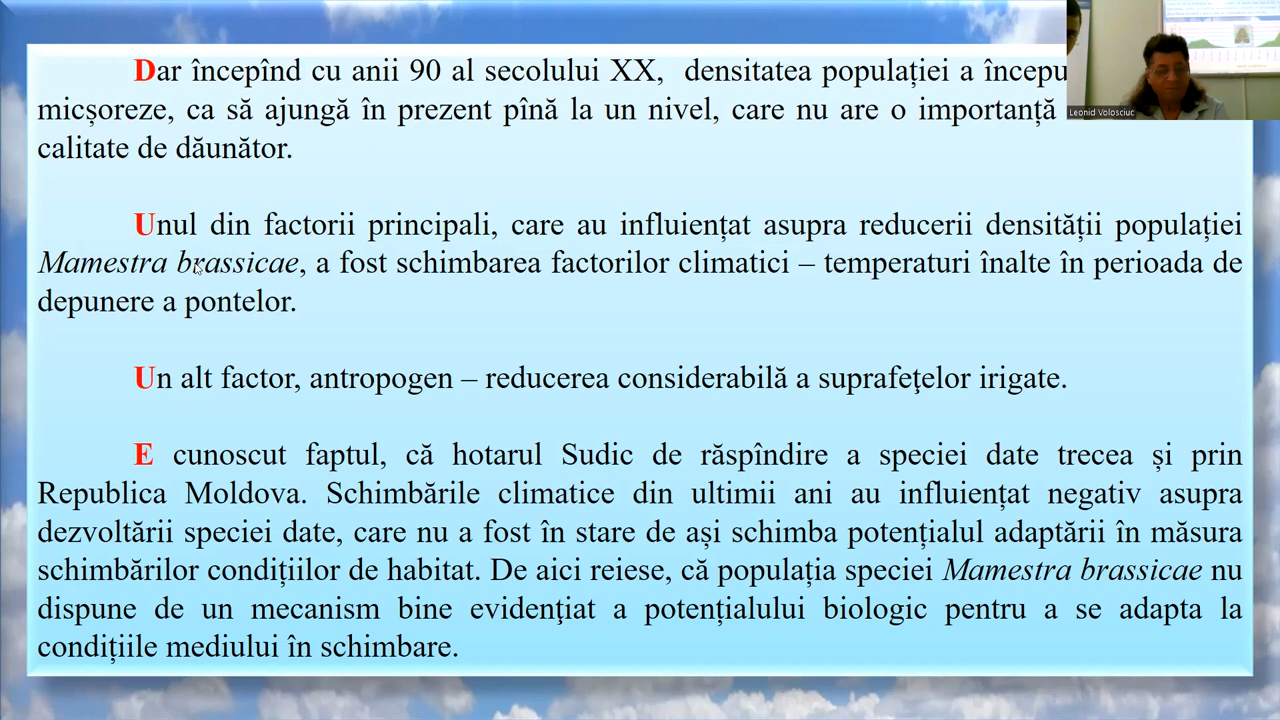 Dar începînd cu anii 90 al secolului XX, densitatea populației a începu
micșoreze, ca să ajungă în prezent pînă la un nivel, care nu are o importanță
calitate de dăunător.
Unul din factorii principali, care au influiențat asupra reducerii densității populației
Mamestra brassicae, a fost schimbarea factorilor climatici – temperaturi înalte în perioada de
depunere a pontelor.
Un alt factor, antropogen – reducerea considerabilă a suprafeţelor irigate.
E cunoscut faptul, că hotarul Sudic de răspîndire a speciei date trecea și prin
Republica Moldova. Schimbările climatice din ultimii ani au influiențat negativ asupra
dezvoltării speciei date, care nu a fost în stare de ași schimba potențialul adaptării în măsura
schimbărilor condițiilor de habitat. De aici reiese, că populația speciei Mamestra brassicae nu
dispune de un mecanism bine evidenţiat a potențialului biologic pentru a se adapta la
condițiile mediului în schimbare.
Leonid Volosciuc